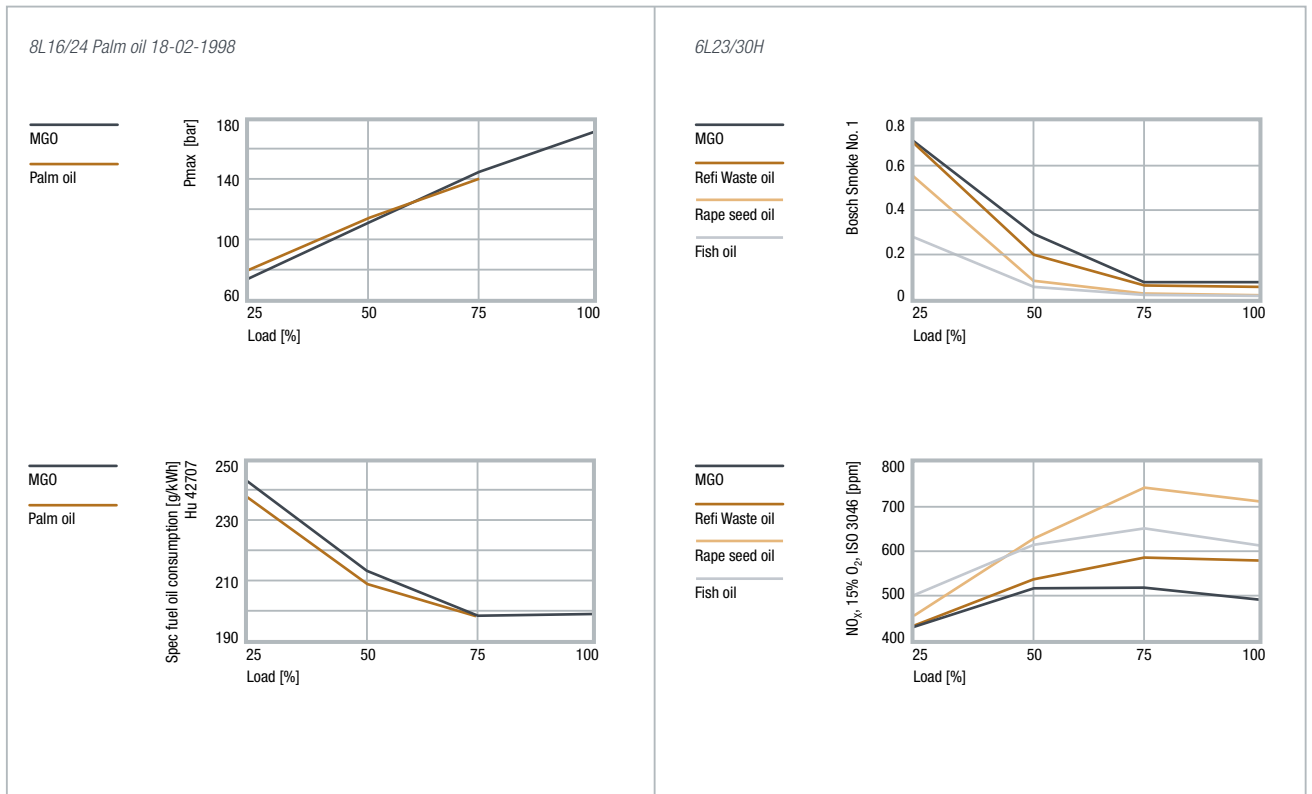 8L16/24 Palm oil 18-02-1998
MGO
Palm oil
Pmax [bar]
180
140
100
60
25 50 75 100
Load [%]
MGO
Palm oil
Spec fuel oil consumption [g/kWh]
Hu 42707
250
230
210
190
25 50 75 100
Load [%]
6L23/30H
MGO
Refi Waste oil
Rape seed oil
Fish oil
Bosch Smoke No. 1
0.8
0.6
0.4
0.2
0
25 50 75 100
Load [%]
MGO
Refi Waste oil
Rape seed oil
Fish oil
NOx, 15% O2, ISO 3046 [ppm]
800
700
600
500
400
25 50 75 100
Load [%]